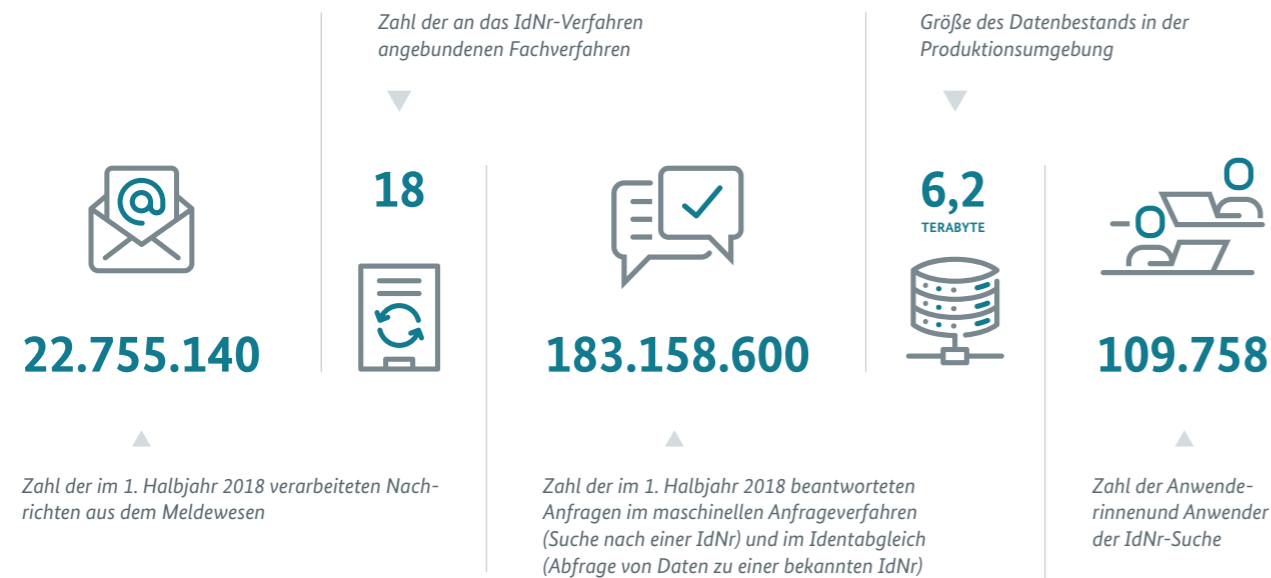 22.755.140
Zahl der im 1. Halbjahr 2018 verarbeiteten Nach-
richten aus dem Meldewesen
Zahl der an das IdNr-Verfahren
angebundenen Fachverfahren
18
183.158.600
Zahl der im 1. Halbjahr 2018 beantworteten
Anfragen im maschinellen Anfrageverfahren
(Suche nach einer IdNr) und im Identabgleich
(Abfrage von Daten zu einer bekannten IdNr)
Größe des Datenbestands in der
Produktionsumgebung
6,2
TERABYTE
109.758
Zahl der Anwende-
rinnenund Anwender
der IdNr-Suche